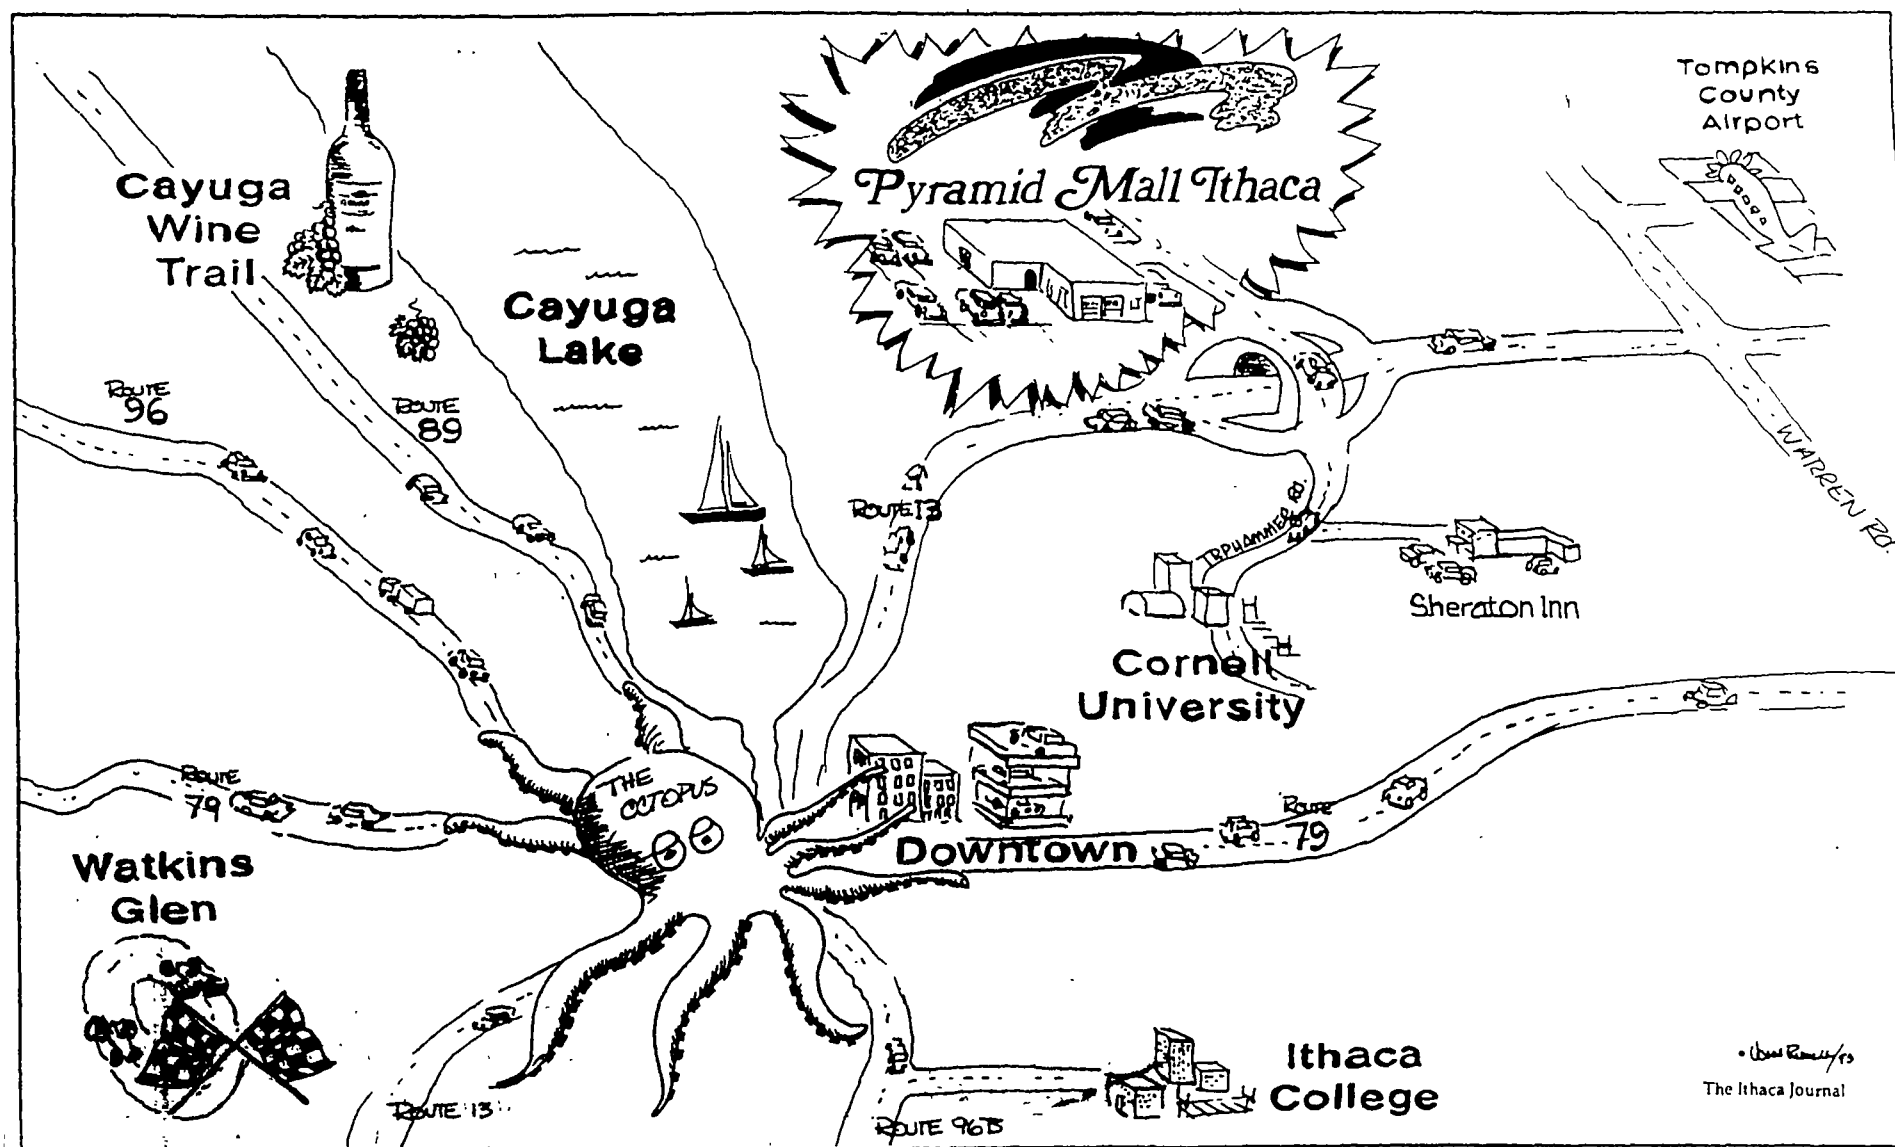 Tompkins
County
Airport
Pyramid Mall Ithaca
Cayuga
Wine
Trail
Cayuga
Lake
ROUTE
96
ROUTE
89
WARREN RD.
ROUTE 13
TRPHAMMER RD.
Sheraton Inn
Cornell
University
THE
OCTOPUS
ROUTE
79
ROUTE
79
Downtown
Watkins
Glen
Ithaca
College
The Ithaca Journal
ROUTE 13
ROUTE 96B